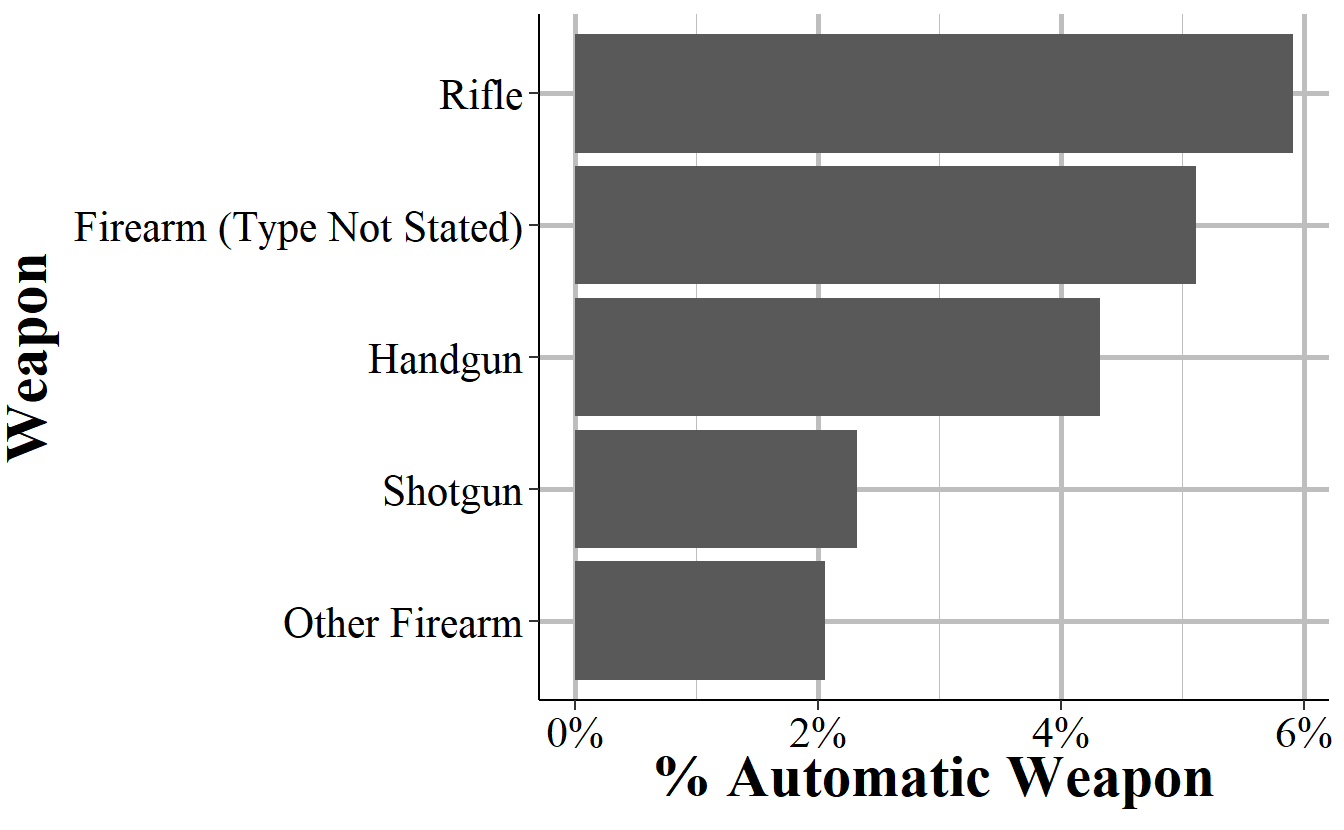 Weapon
Rifle
Firearm (Type Not Stated)
Handgun
Shotgun
Other Firearm
0% 2% 4% 6%
% Automatic Weapon